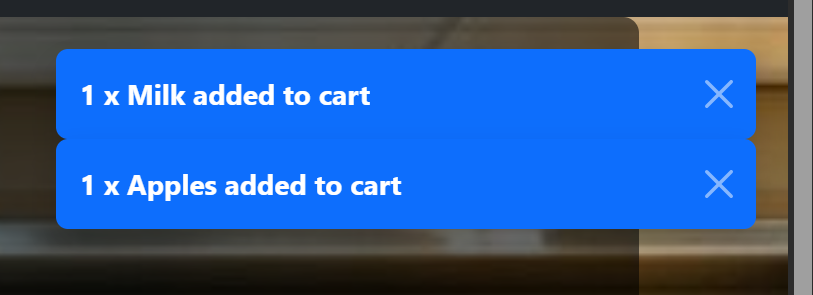 1 x Milk added to cart
1 x Apples added to cart